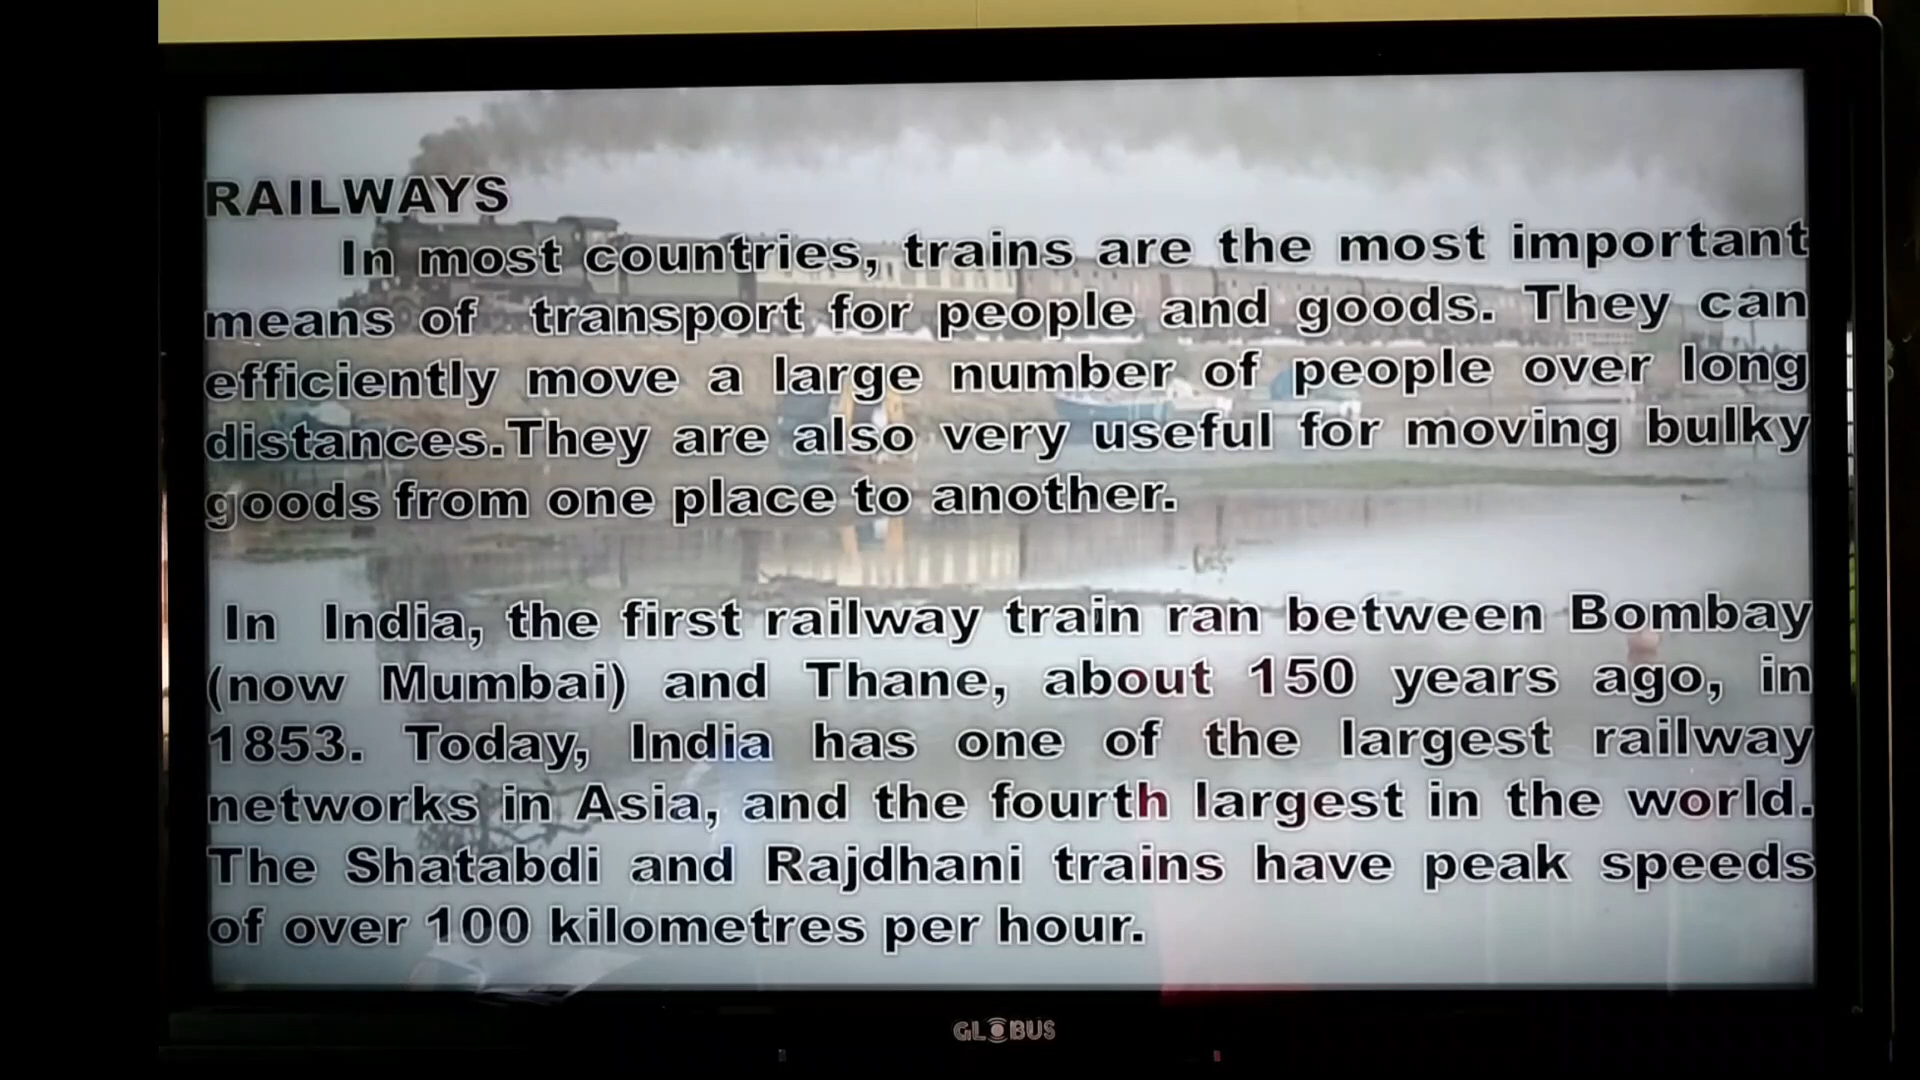 RAILWAYS
In most countries, trains are the most important
means of transport for people and goods. They can
efficiently move a large number of people over long
distances.They are also very useful for moving bulky
goods from one place to another.
In India, the first railway train ran between Bombay
(now Mumbai) and Thane, about 150 years ago, in
1853. Today, India has one of the largest railway
networks in Asia, and the fourth largest in the world.
The Shatabdi and Rajdhani trains have peak speeds
of over 100 kilometres per hour.
GLOBUS